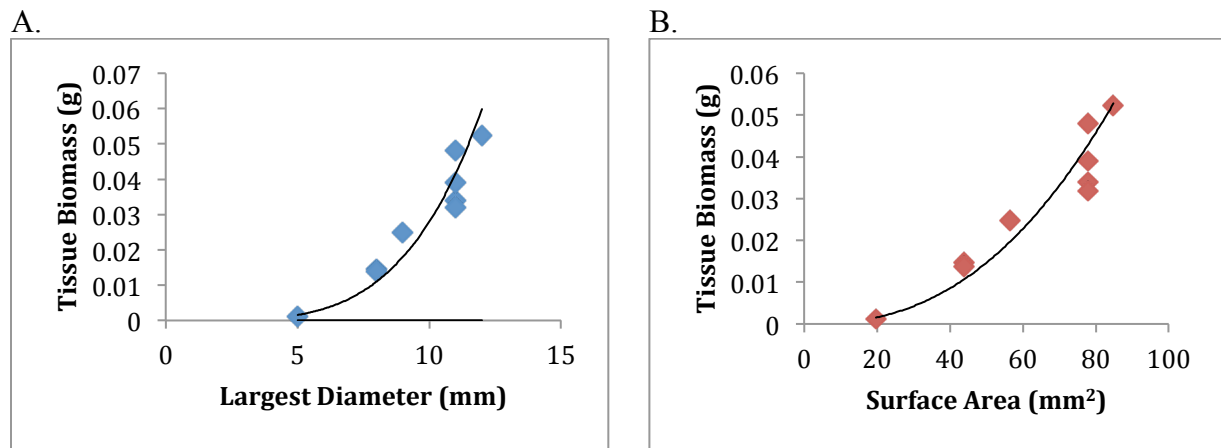 A.
0.07
0.06
0.05
0.04
0.03
0.02
0.01
0
Tissue Biomass (g)
0 5 10 15
Largest Diameter (mm)
B.
0.06
0.05
0.04
0.03
0.02
0.01
0
Tissue Biomass (g)
0 20 40 60 80 100
Surface Area (mm²)